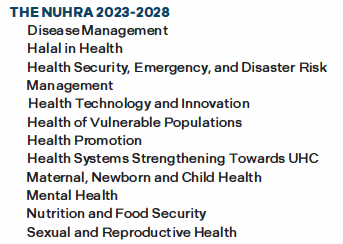 THE NUHRA 2023-2028
Disease Management
Halal in Health
Health Security, Emergency, and Disaster Risk
Management
Health Technology and Innovation
Health of Vulnerable Populations
Health Promotion
Health Systems Strengthening Towards UHC
Maternal, Newborn and Child Health
Mental Health
Nutrition and Food Security
Sexual and Reproductive Health